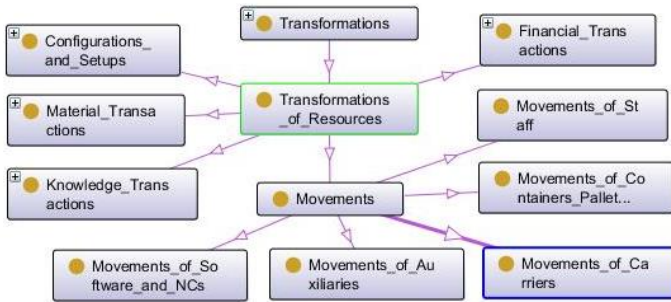 Configurations_
and_Setups
Transformations
Financial_Trans
actions
Material_Transa
ctions
Transformations
_of_Resources
Movements_of_St
aff
Knowledge_Trans
actions
Movements
Movements_of_Co
ntainers_Pallet...
Movements_of_So
ftware_and_NCs
Movements_of_Au
xiliaries
Movements_of_Ca
rriers